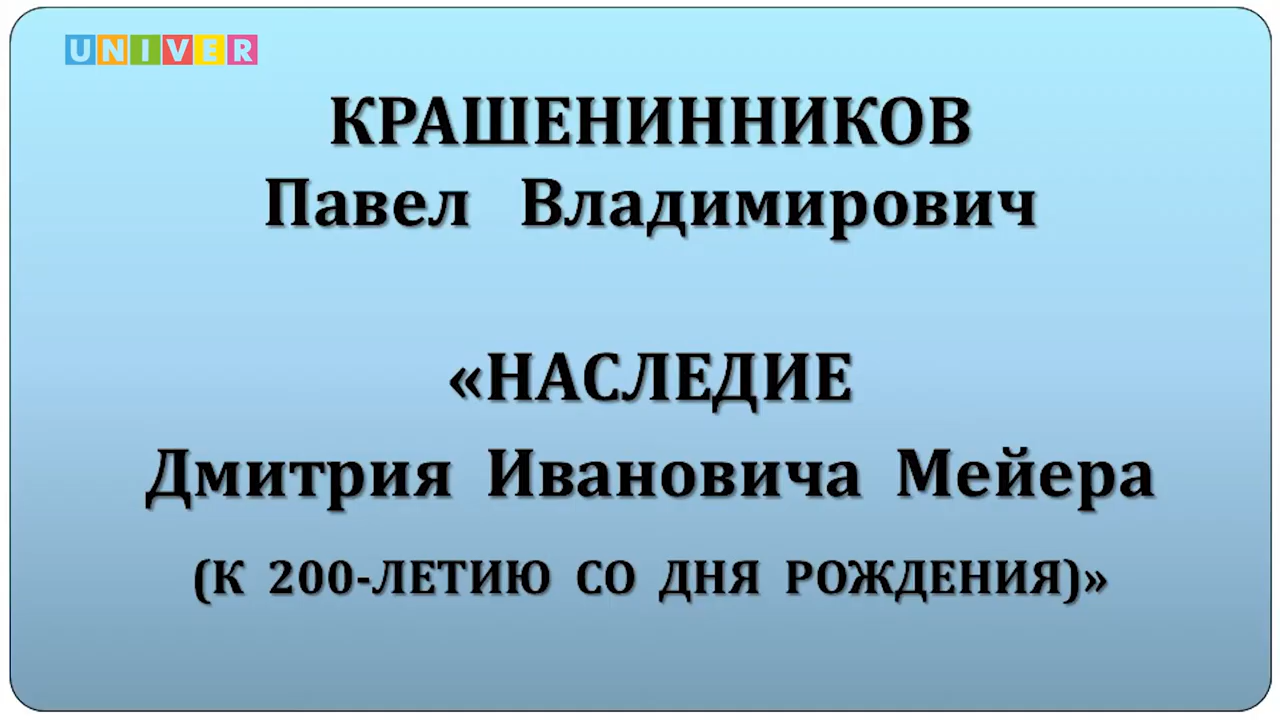 UNIVER
КРАШЕНИННИКОВ
Павел Владимирович
«НАСЛЕДИЕ
Дмитрия Ивановича Мейера
(К 200-ЛЕТИЮ СО ДНЯ РОЖДЕНИЯ)»